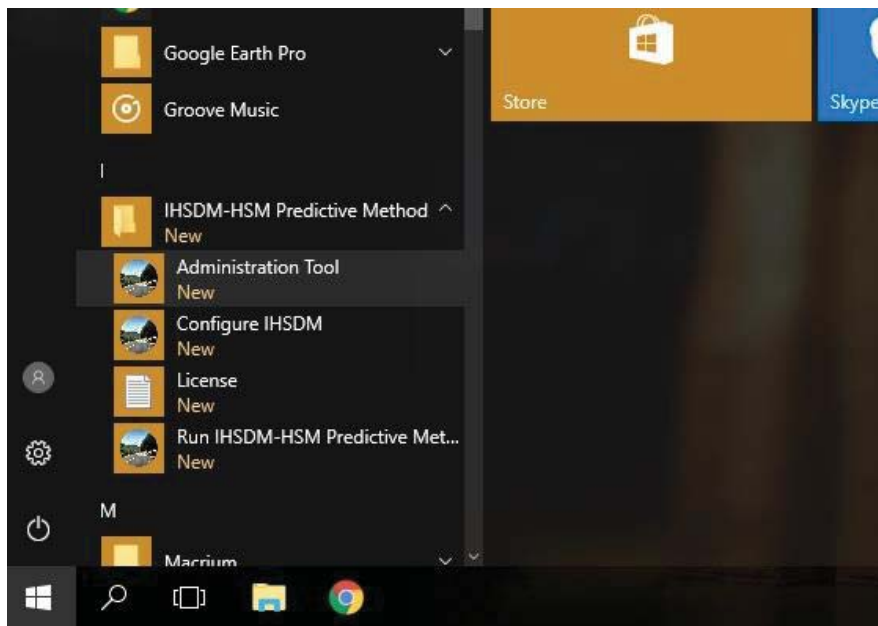 Google Earth Pro
Groove Music
I
IHSDM-HSM Predictive Method
New
Administration Tool
New
Configure IHSDM
New
License
New
Run IHSDM-HSM Predictive Met...
New
M
Macrium
Store
Skype